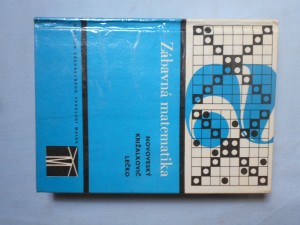 Zábavná matematika
NOVOVESKÝ
KRIŽALKOVIČ
LEČKO